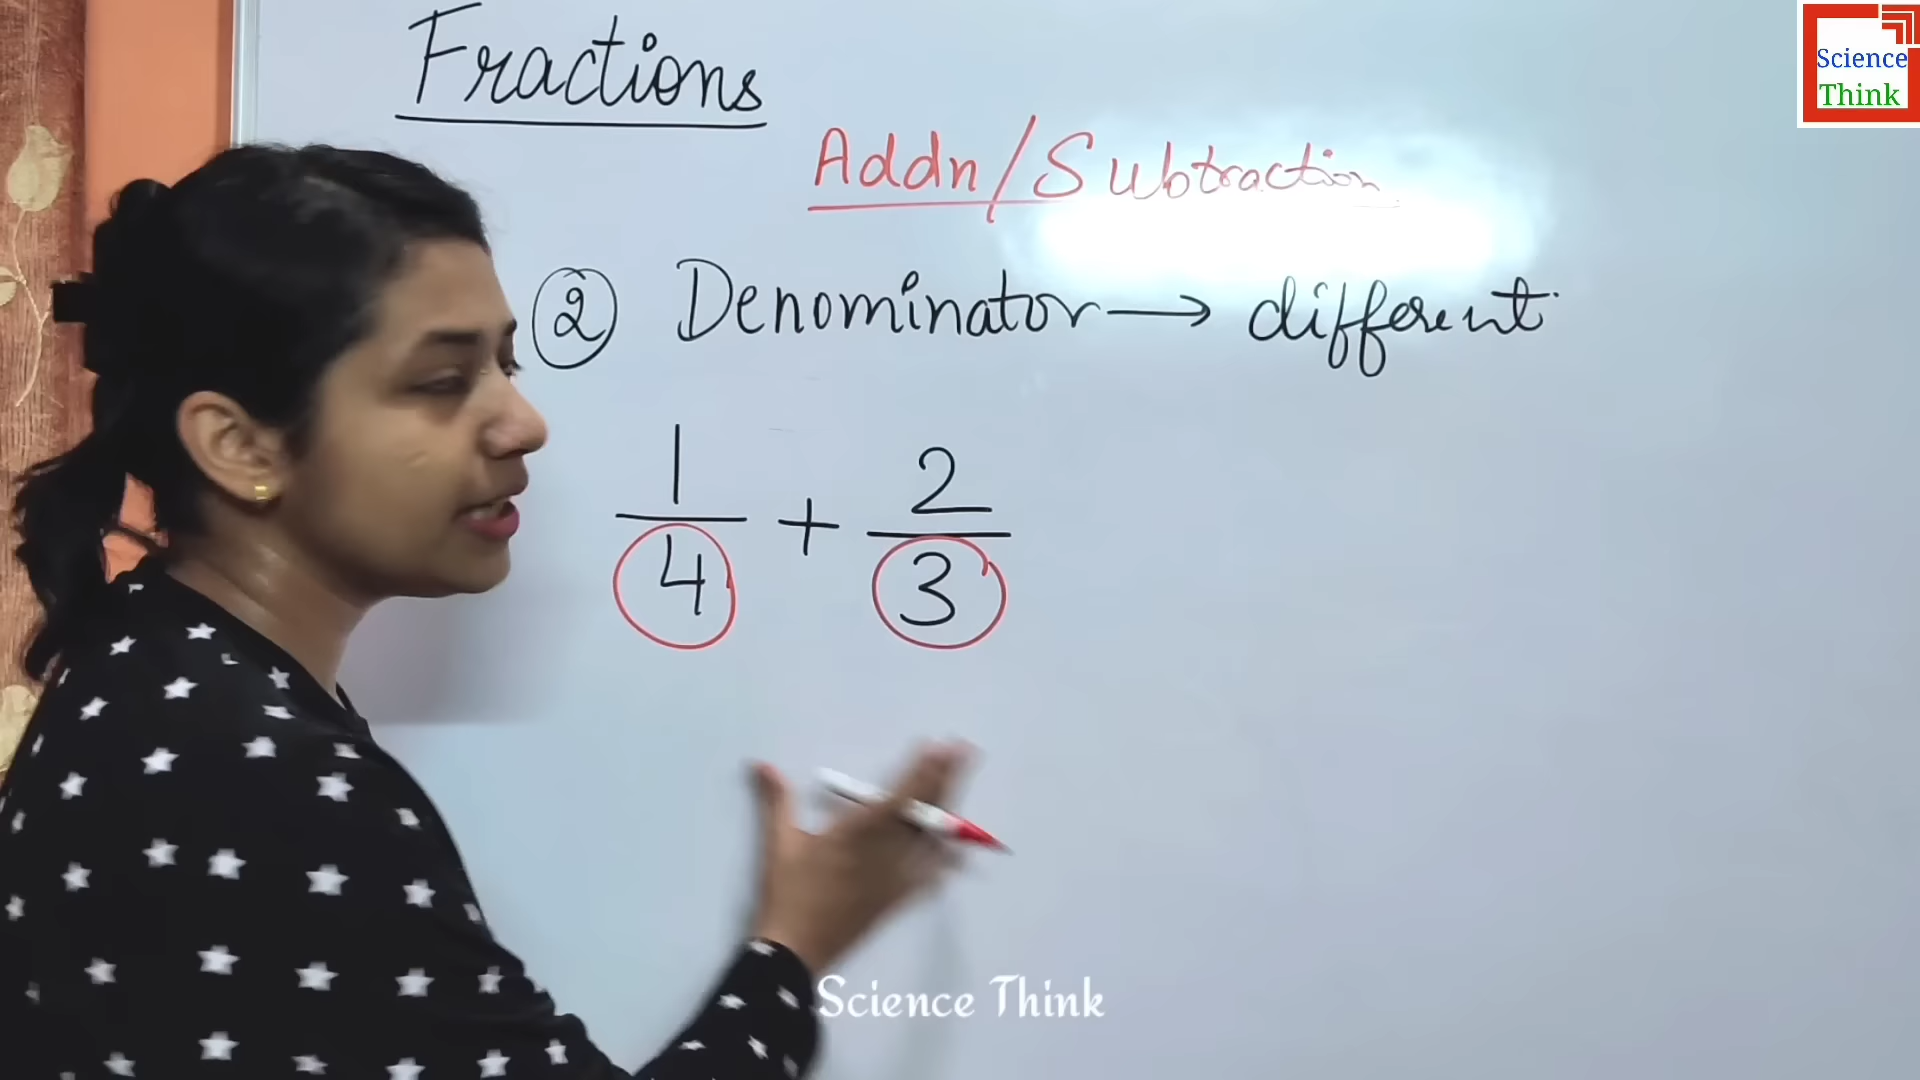 Fractions
Science
Think
Addn/Subtraction
② Denominator → different
1/4 + 2/3
Science Think